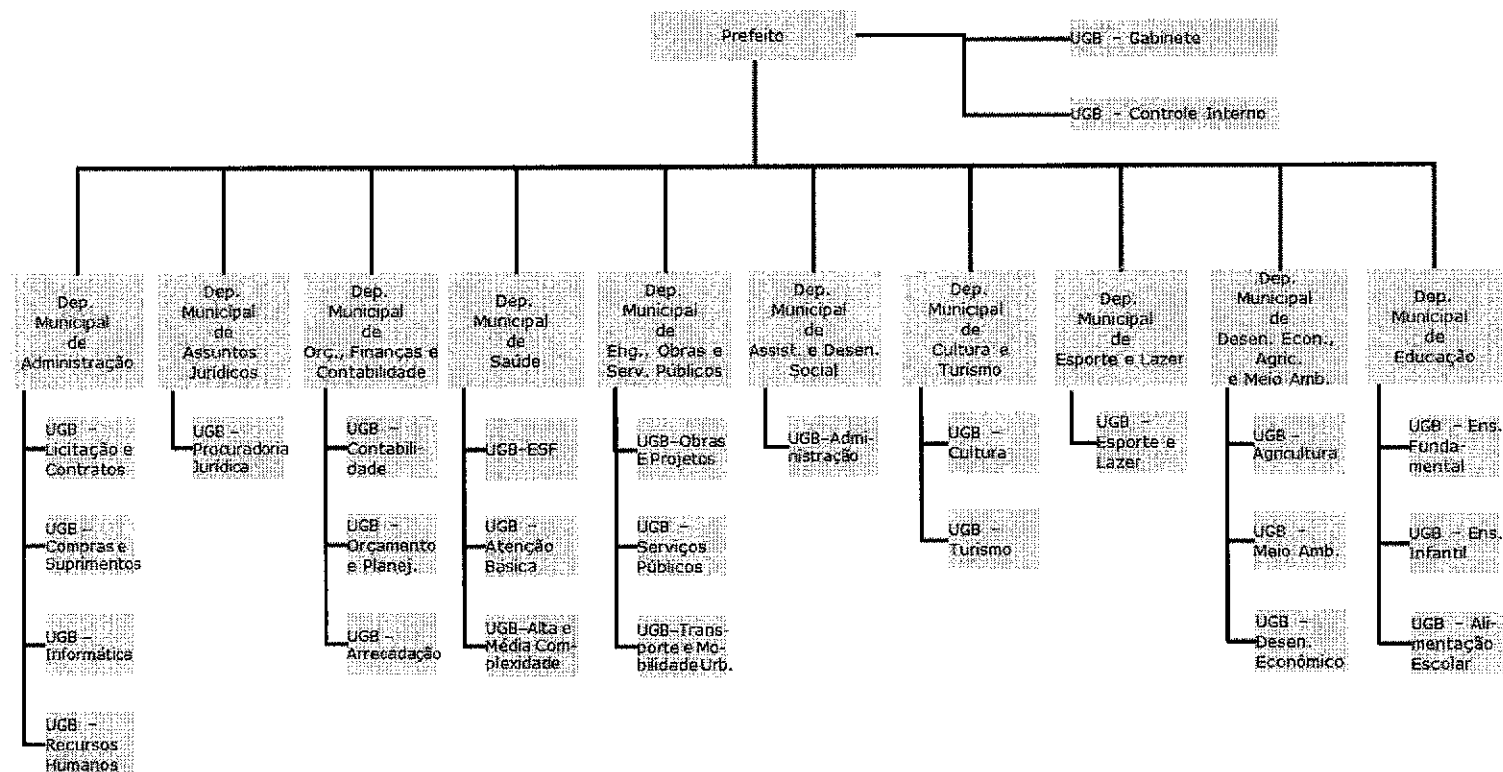 Prefeito
UGB - Gabinete
UGB - Controle Interno
Dep.
Municipal
de
Administração
Dep.
Municipal
de
Assuntos
Jurídicos
Dep.
Municipal
de
Orç., Finanças e
Contabilidade
Dep.
Municipal
de
Saúde
Dep.
Municipal
de
Eng., Obras e
Serv. Públicos
Dep.
Municipal
de
Assist. e Desen.
Social
Dep.
Municipal
de
Cultura e
Turismo
Dep.
Municipal
de
Esporte e Lazer
Dep.
Municipal
de
Desen. Econ.,
Agric.
e Meio Amb.
Dep.
Municipal
de
Educação
UGB -
Licitação e
Contratos
UGB -
Compras e
Suprimentos
UGB -
Informática
UGB -
Recursos
Humanos
UGB -
Procuradoria
Jurídica
UGB -
Contabili-
dade
UGB -
Orçamento
e Planej.
UGB -
Arrecadação
UGB-ESF
UGB -
Atenção
Básica
UGB-Alta e
Média Com-
plexidade
UGB-Obras
E Projetos
UGB -
Serviços
Públicos
UGB-Trans-
porte e Mo-
bilidade Urb.
UGB-Admi-
nistração
UGB -
Cultura
UGB -
Turismo
UGB -
Esporte e
Lazer
UGB -
Agricultura
UGB -
Meio Amb.
UGB -
Desen.
Econômico
UGB - Ens.
Funda-
mental
UGB - Ens.
Infantil
UGB - Ali-
mentação
Escolar